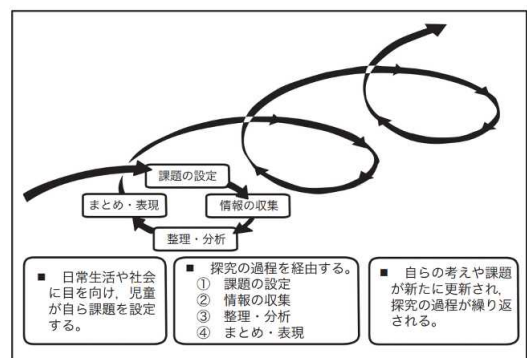 課題の設定
まとめ・表現
情報の収集
整理・分析
■ 日常生活や社会
に目を向け，児童
が自ら課題を設定
する。
■ 探究の過程を経由する。
① 課題の設定
② 情報の収集
③ 整理・分析
④ まとめ・表現
■ 自らの考えや課題
が新たに更新され，
探究の過程が繰り返
される。